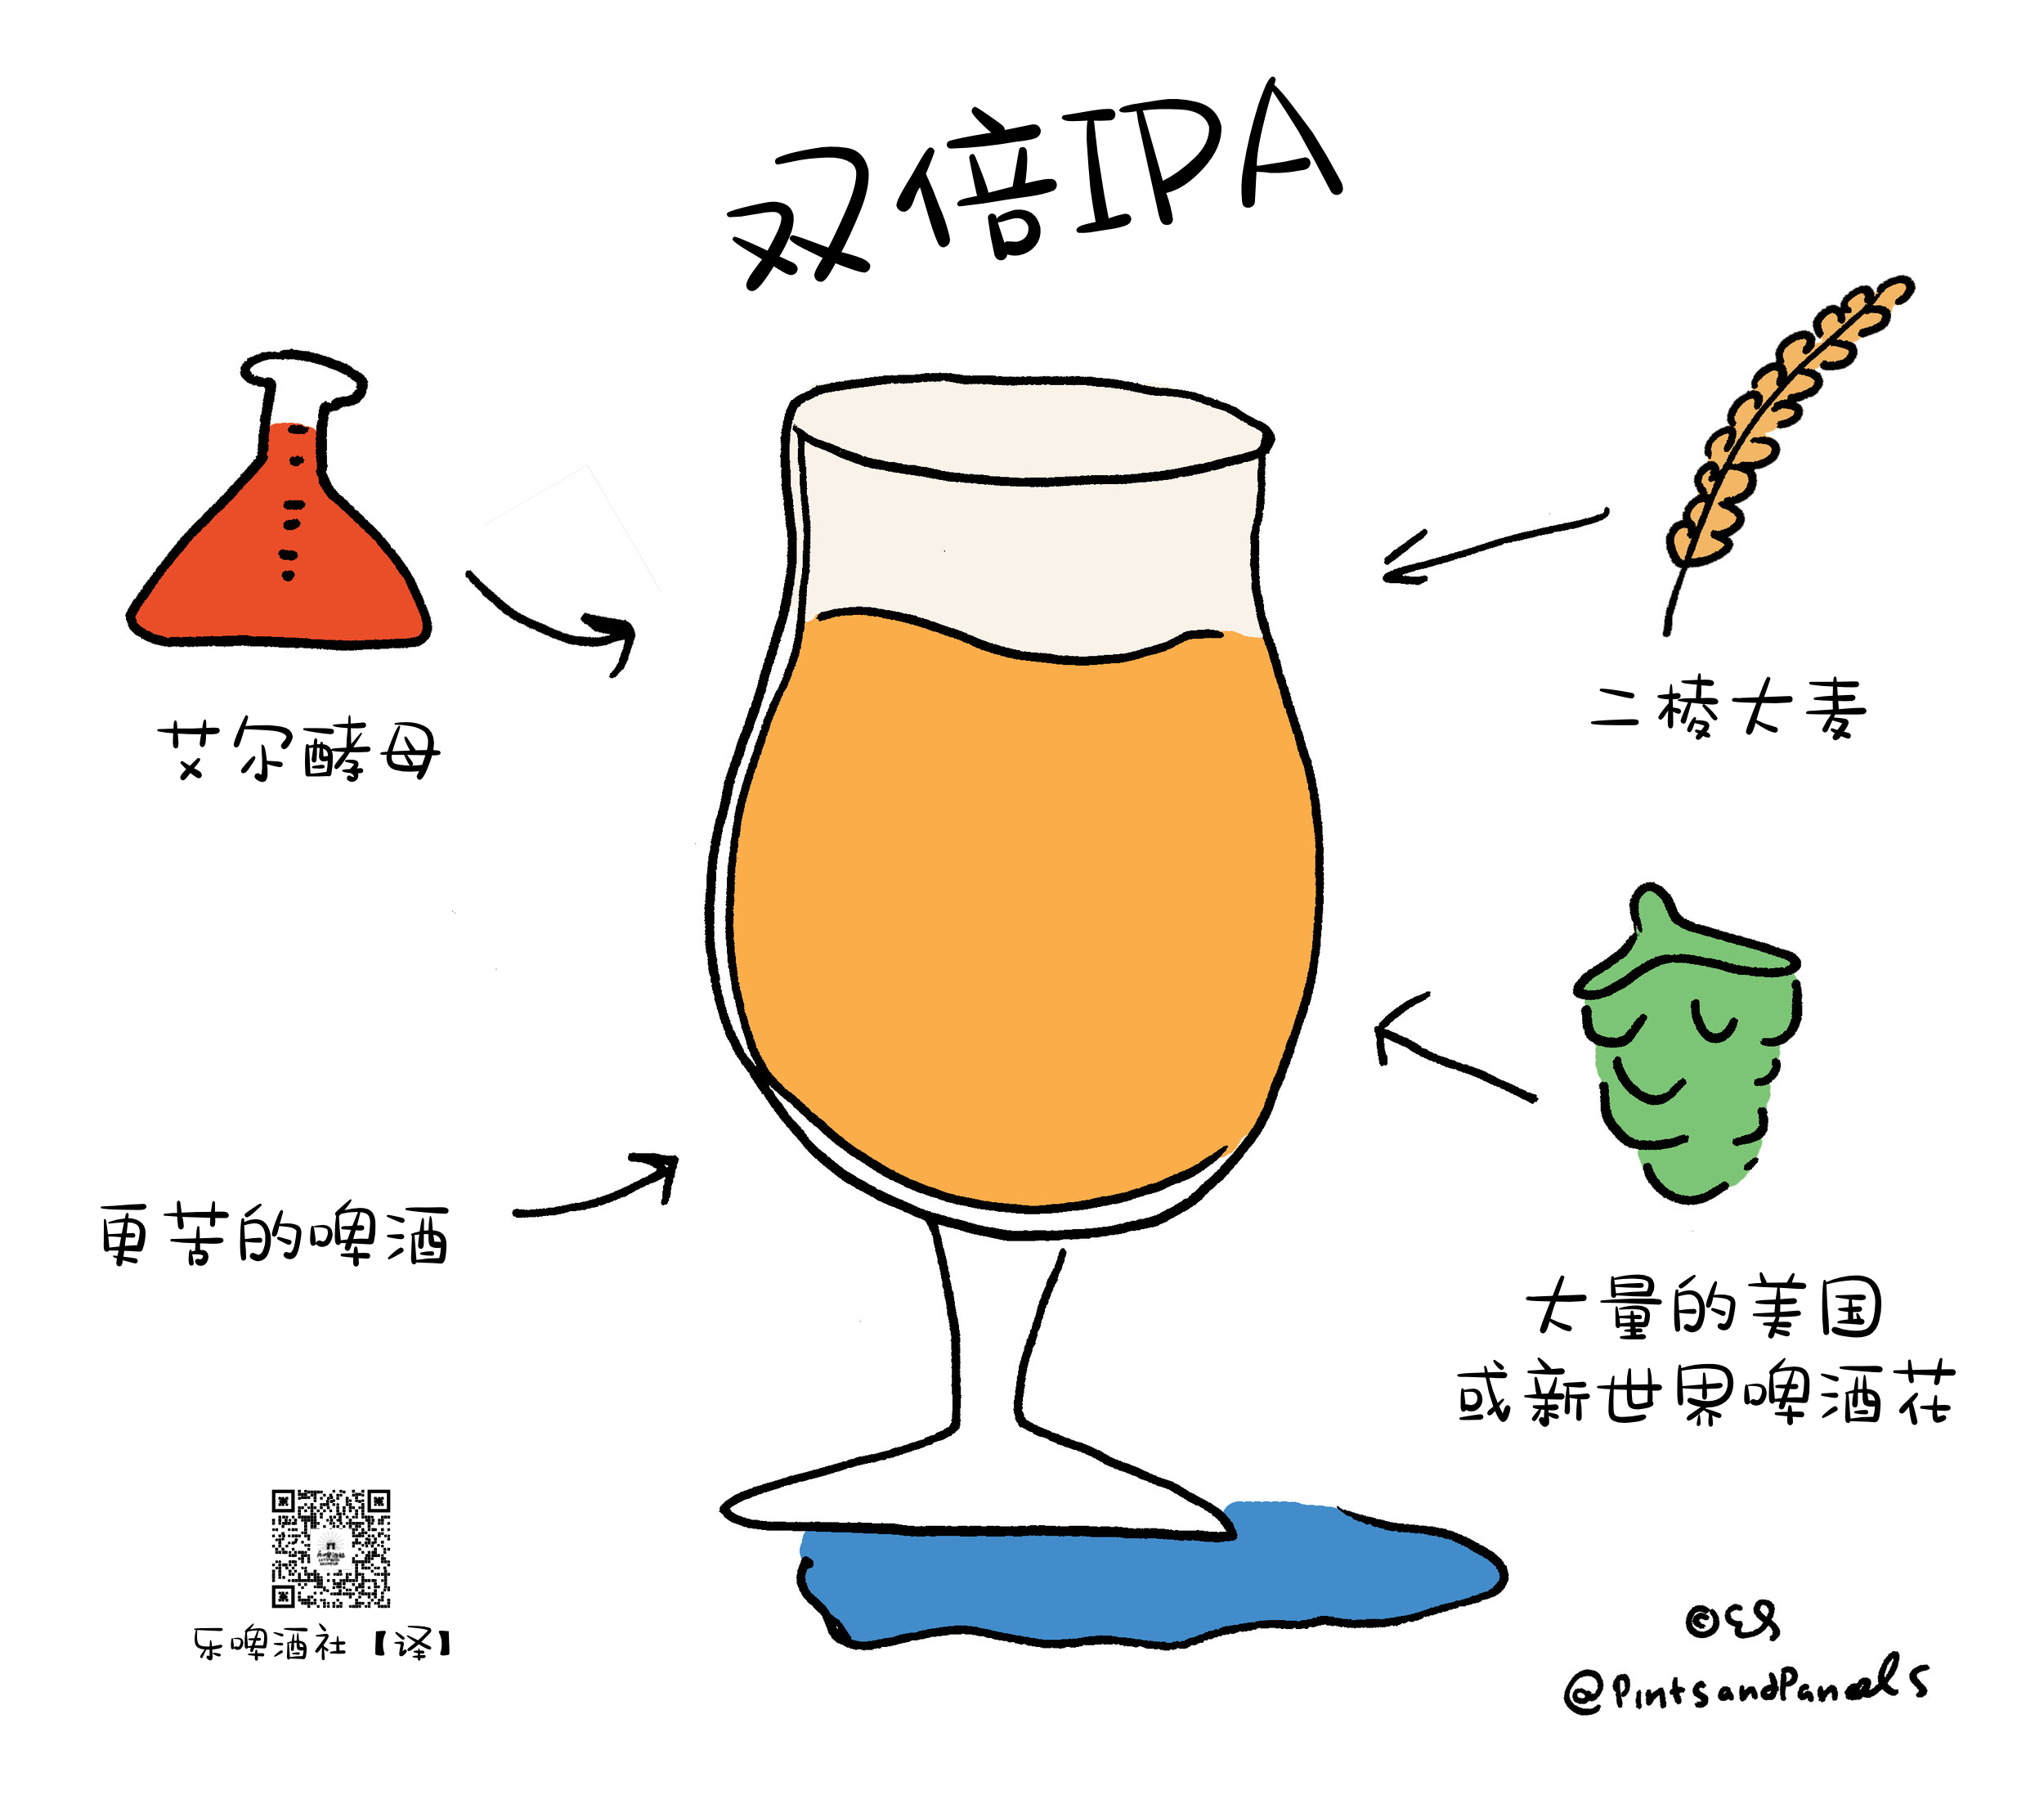 双倍IPA
艾尔酵母
二棱大麦
更苦的啤酒
大量的美国
或新世界啤酒花
乐啤酒社【译】
@PintsandPanels